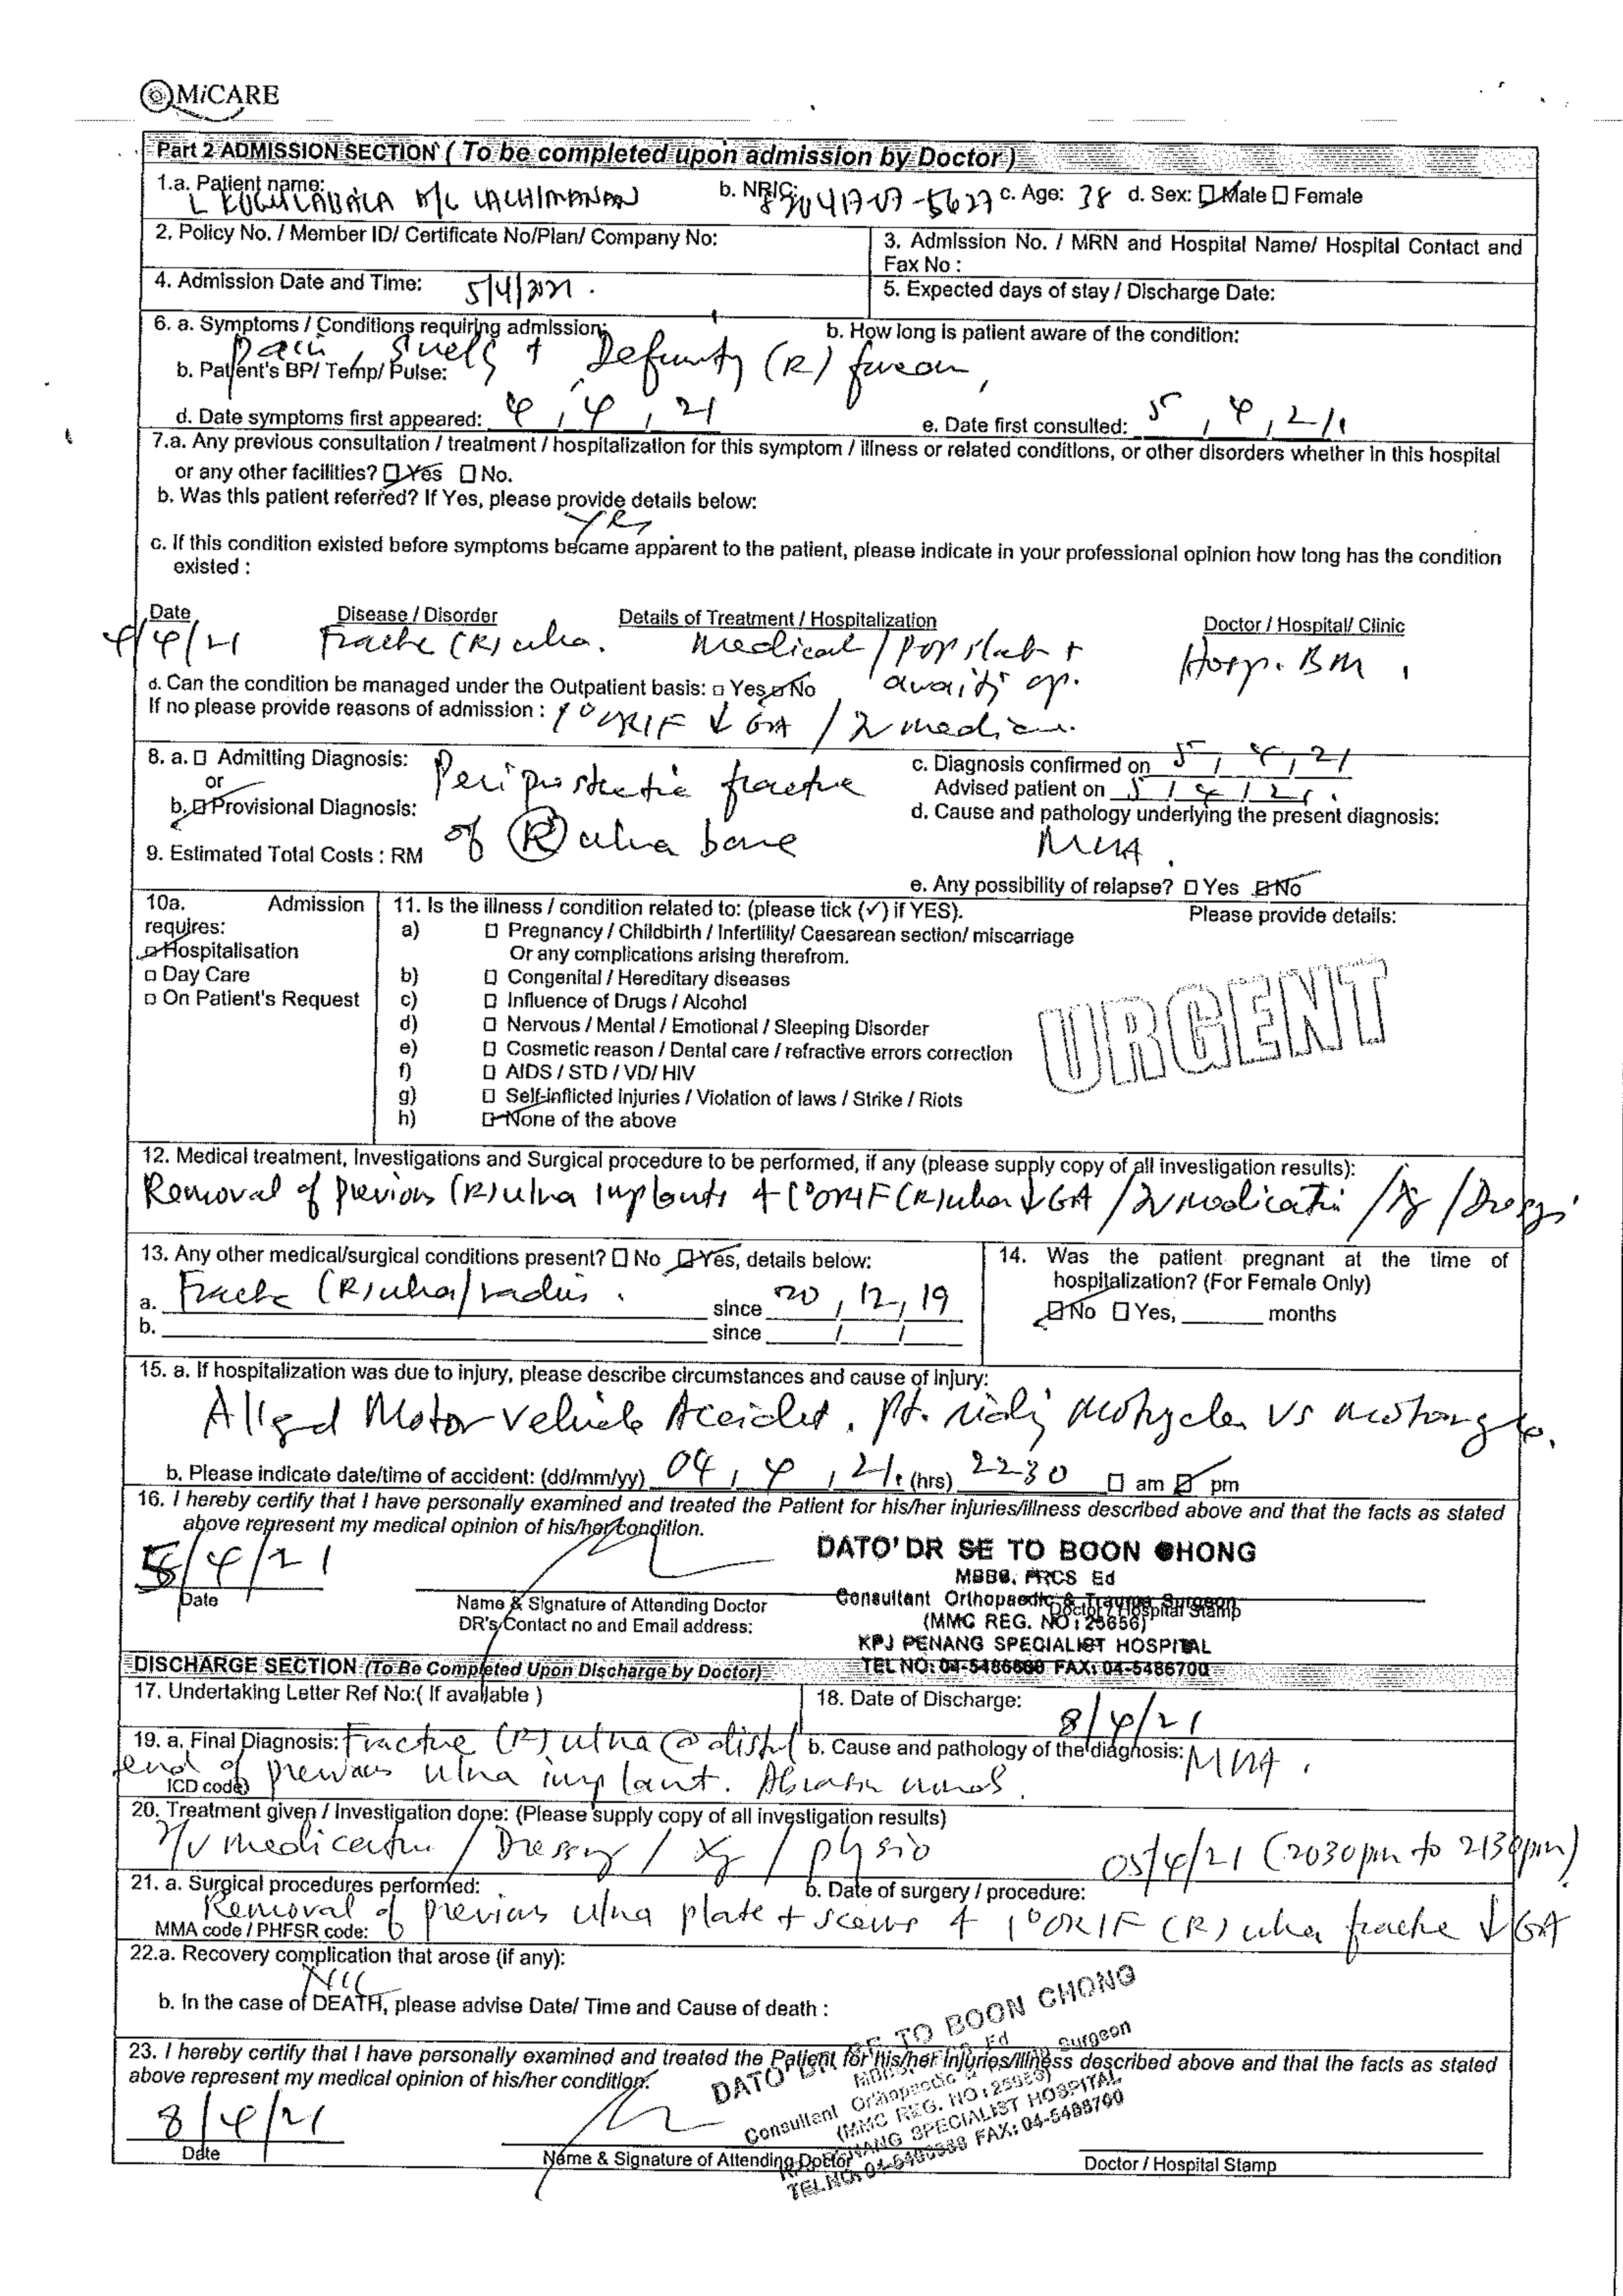 MiCARE
Part 2 ADMISSION SECTION ( To be completed upon admission by Doctor )
1.a. Patient name: L KUGULABALA A/L LACHIMANAN b. NRIC: 830417-07-5627 c. Age: 38 d. Sex: ☐ Male ☐ Female
2. Policy No. / Member ID/ Certificate No/Plan/ Company No:
3. Admission No. / MRN and Hospital Name/ Hospital Contact and
Fax No :
4. Admission Date and Time: 5/4/2021.
5. Expected days of stay / Discharge Date:
6. a. Symptoms / Conditions requiring admission: b. How long is patient aware of the condition:
Pain, Swells + Deformity (R) forearm,
b. Patient's BP/ Temp/ Pulse:
d. Date symptoms first appeared: 4 / 4 / 21 e. Date first consulted: 5 / 4 / 21
7.a. Any previous consultation / treatment / hospitalization for this symptom / illness or related conditions, or other disorders whether in this hospital
or any other facilities? ☐ Yes ☐ No.
b. Was this patient referred? If Yes, please provide details below:
Yes
c. If this condition existed before symptoms became apparent to the patient, please indicate in your professional opinion how long has the condition
existed :
Date Disease / Disorder Details of Treatment / Hospitalization Doctor / Hospital/ Clinic
4/4/21 Fracture (R) ulna. Medical / POP slab + Hosp. BM.
awaits op.
d. Can the condition be managed under the Outpatient basis: ☐ Yes ☐ No
If no please provide reasons of admission : 1° ORIF ↓ GA / IV medica
8. a. ☐ Admitting Diagnosis: Periprosthetic fracture
or
b. ☐ Provisional Diagnosis: of (R) ulna bone
c. Diagnosis confirmed on 5 / 4 / 21
Advised patient on 5 / 4 / 21.
d. Cause and pathology underlying the present diagnosis:
MVA.
9. Estimated Total Costs : RM
e. Any possibility of relapse? ☐ Yes ☐ No
10a. Admission
requires:
☐ Hospitalisation
☐ Day Care
☐ On Patient's Request
11. Is the illness / condition related to: (please tick (✓) if YES). Please provide details:
a) ☐ Pregnancy / Childbirth / Infertility/ Caesarean section/ miscarriage
Or any complications arising therefrom.
b) ☐ Congenital / Hereditary diseases
c) ☐ Influence of Drugs / Alcohol
d) ☐ Nervous / Mental / Emotional / Sleeping Disorder
e) ☐ Cosmetic reason / Dental care / refractive errors correction
f) ☐ AIDS / STD / VD/ HIV
g) ☐ Self-inflicted Injuries / Violation of laws / Strike / Riots
h) ☐ None of the above
URGENT
12. Medical treatment, Investigations and Surgical procedure to be performed, if any (please supply copy of all investigation results):
Removal of previous (R) ulna implants + 1° ORIF (R) ulna ↓ GA / IV medication
13. Any other medical/surgical conditions present? ☐ No ☐ Yes, details below:
a. Fracture (R) ulna/radius. since 20 / 12 / 19
b. since / /
14. Was the patient pregnant at the time of
hospitalization? (For Female Only)
☐ No ☐ Yes, ______ months
15. a. If hospitalization was due to injury, please describe circumstances and cause of injury:
Alleged Motor vehicle Accident. pt. riding motorcycle vs motorcycle.
b. Please indicate date/time of accident: (dd/mm/yy) 04 / 4 / 21. (hrs) 2230 ☐ am ☐ pm
16. I hereby certify that I have personally examined and treated the Patient for his/her injuries/illness described above and that the facts as stated
above represent my medical opinion of his/her condition.
5/4/21
Date
Name & Signature of Attending Doctor
DR's Contact no and Email address:
DATO' DR SE TO BOON CHONG
MBBS, FRCS Ed
Consultant Orthopaedic & Trauma Surgeon
Doctor / Hospital Stamp
(MMC REG. NO: 25656)
KPJ PENANG SPECIALIST HOSPITAL
TEL NO: 04-5486688 FAX: 04-5486700
DISCHARGE SECTION (To Be Completed Upon Discharge by Doctor)
17. Undertaking Letter Ref No:( If available )
18. Date of Discharge: 8/4/21
19. a. Final Diagnosis: Fracture (R) ulna @ distal b. Cause and pathology of the diagnosis: MVA.
end of previous ulna implant. Abrasion wounds.
ICD code)
20. Treatment given / Investigation done: (Please supply copy of all investigation results)
IV medication / Dressing / / physio
05/4/21 (2030pm to 2130pm)
21. a. Surgical procedures performed: b. Date of surgery / procedure:
Removal of previous ulna plate + screws + 1° ORIF (R) ulna fracture ↓ GA
MMA code / PHFSR code:
22.a. Recovery complication that arose (if any):
Nil
b. In the case of DEATH, please advise Date/ Time and Cause of death :
23. I hereby certify that I have personally examined and treated the Patient for his/her injuries/illness described above and that the facts as stated
above represent my medical opinion of his/her condition.
DATO' DR SE TO BOON CHONG
Consultant Orthopaedic Surgeon
(MMC REG. NO: 25656)
PENANG SPECIALIST HOSPITAL
TEL NO: 04-5486688 FAX: 04-5486700
8/4/21
Date
Name & Signature of Attending Doctor
Doctor / Hospital Stamp